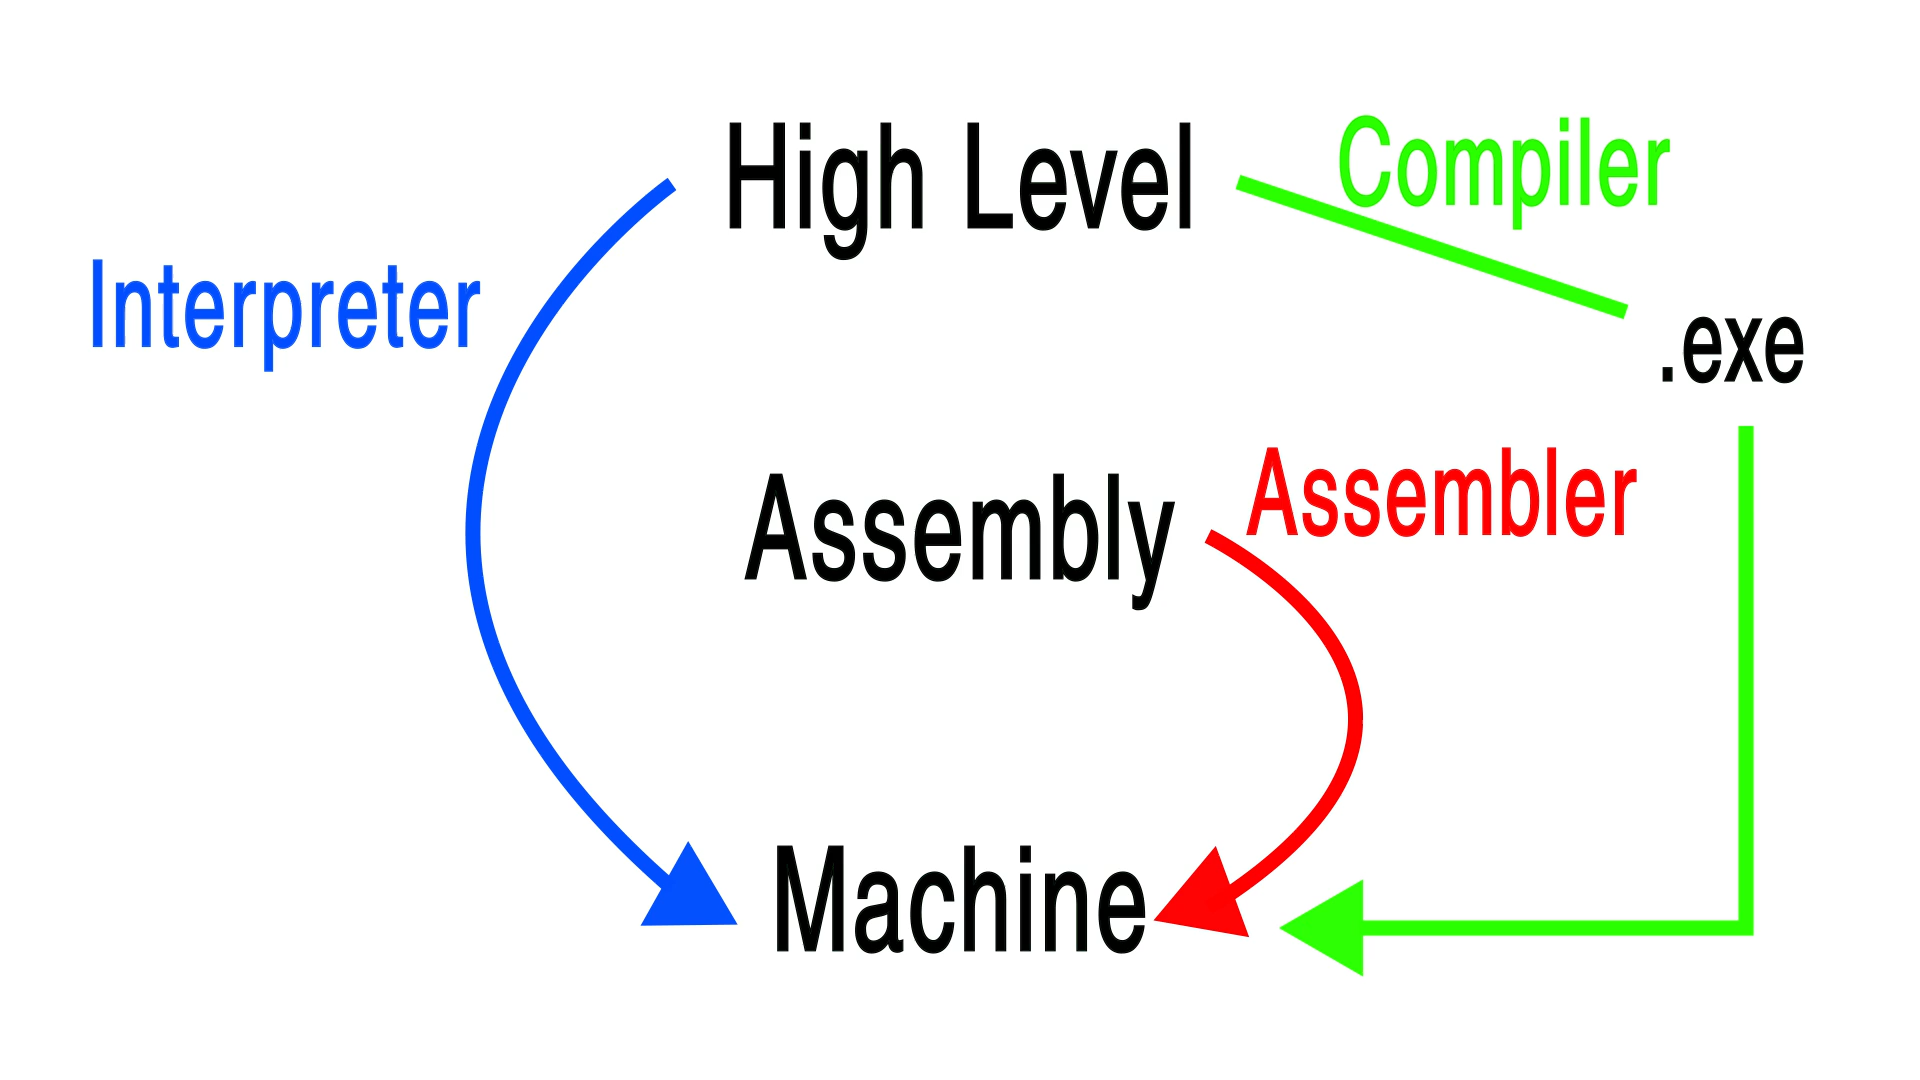 High Level
Compiler
Interpreter
.exe
Assembly
Assembler
Machine